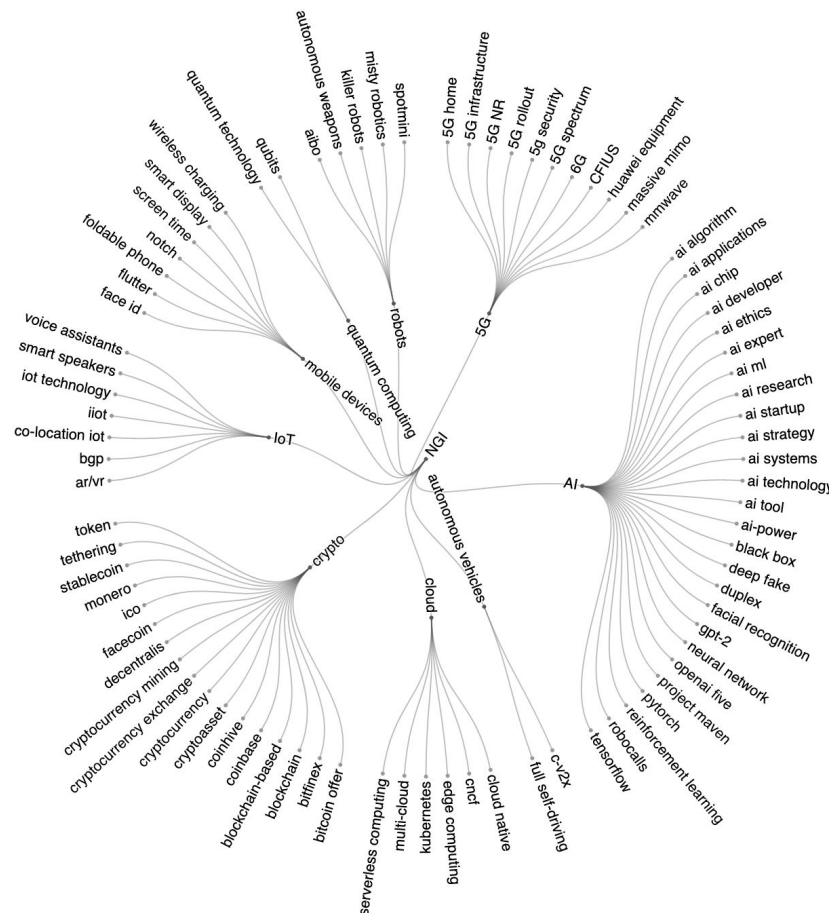 NGI
5G
5G home
5G infrastructure
5G NR
5G rollout
5g security
5G spectrum
6G
CFIUS
huawei equipment
massive mimo
mmwave
AI
ai algorithm
ai applications
ai chip
ai developer
ai ethics
ai expert
ai ml
ai research
ai startup
ai strategy
ai systems
ai technology
ai tool
ai-power
black box
deep fake
duplex
facial recognition
gpt-2
neural network
openai five
project maven
pytorch
reinforcement learning
robocalls
tensorflow
autonomous vehicles
c-v2x
full self-driving
cloud
cloud native
cncf
edge computing
kubernetes
multi-cloud
serverless computing
crypto
bitcoin offer
bitfinex
blockchain
blockchain-based
coinbase
coinhive
cryptoasset
cryptocurrency
cryptocurrency exchange
cryptocurrency mining
decentralis
facecoin
ico
monero
stablecoin
tethering
token
IoT
ar/vr
bgp
co-location iot
iiot
iot technology
smart speakers
voice assistants
mobile devices
face id
flutter
foldable phone
notch
screen time
smart display
wireless charging
quantum computing
quantum technology
qubits
robots
aibo
autonomous weapons
killer robots
misty robotics
spotmini